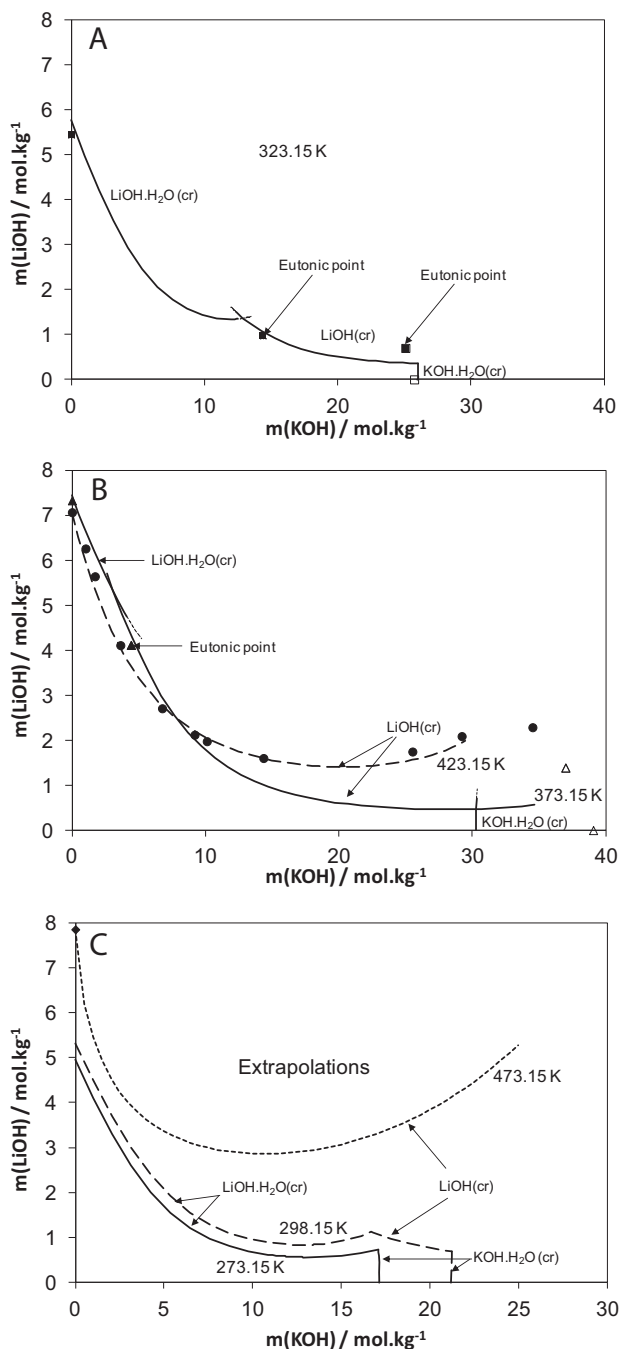 A
8
7
6
5
4
3
2
1
0
m(LiOH) / mol.kg-1
323.15 K
LiOH.H2O (cr)
Eutonic point
Eutonic point
LiOH(cr)
KOH.H2O(cr)
0 10 20 30 40
m(KOH) / mol.kg-1
B
8
7
6
5
4
3
2
1
0
m(LiOH) / mol.kg-1
LiOH.H2O(cr)
Eutonic point
LiOH(cr)
423.15 K
373.15 K
KOH.H2O (cr)
0 10 20 30 40
m(KOH) / mol.kg-1
C
8
7
6
5
4
3
2
1
0
m(LiOH) / mol.kg-1
Extrapolations
473.15 K
LiOH.H2O(cr)
LiOH(cr)
298.15 K
KOH.H2O (cr)
273.15 K
0 5 10 15 20 25 30
m(KOH) / mol.kg-1